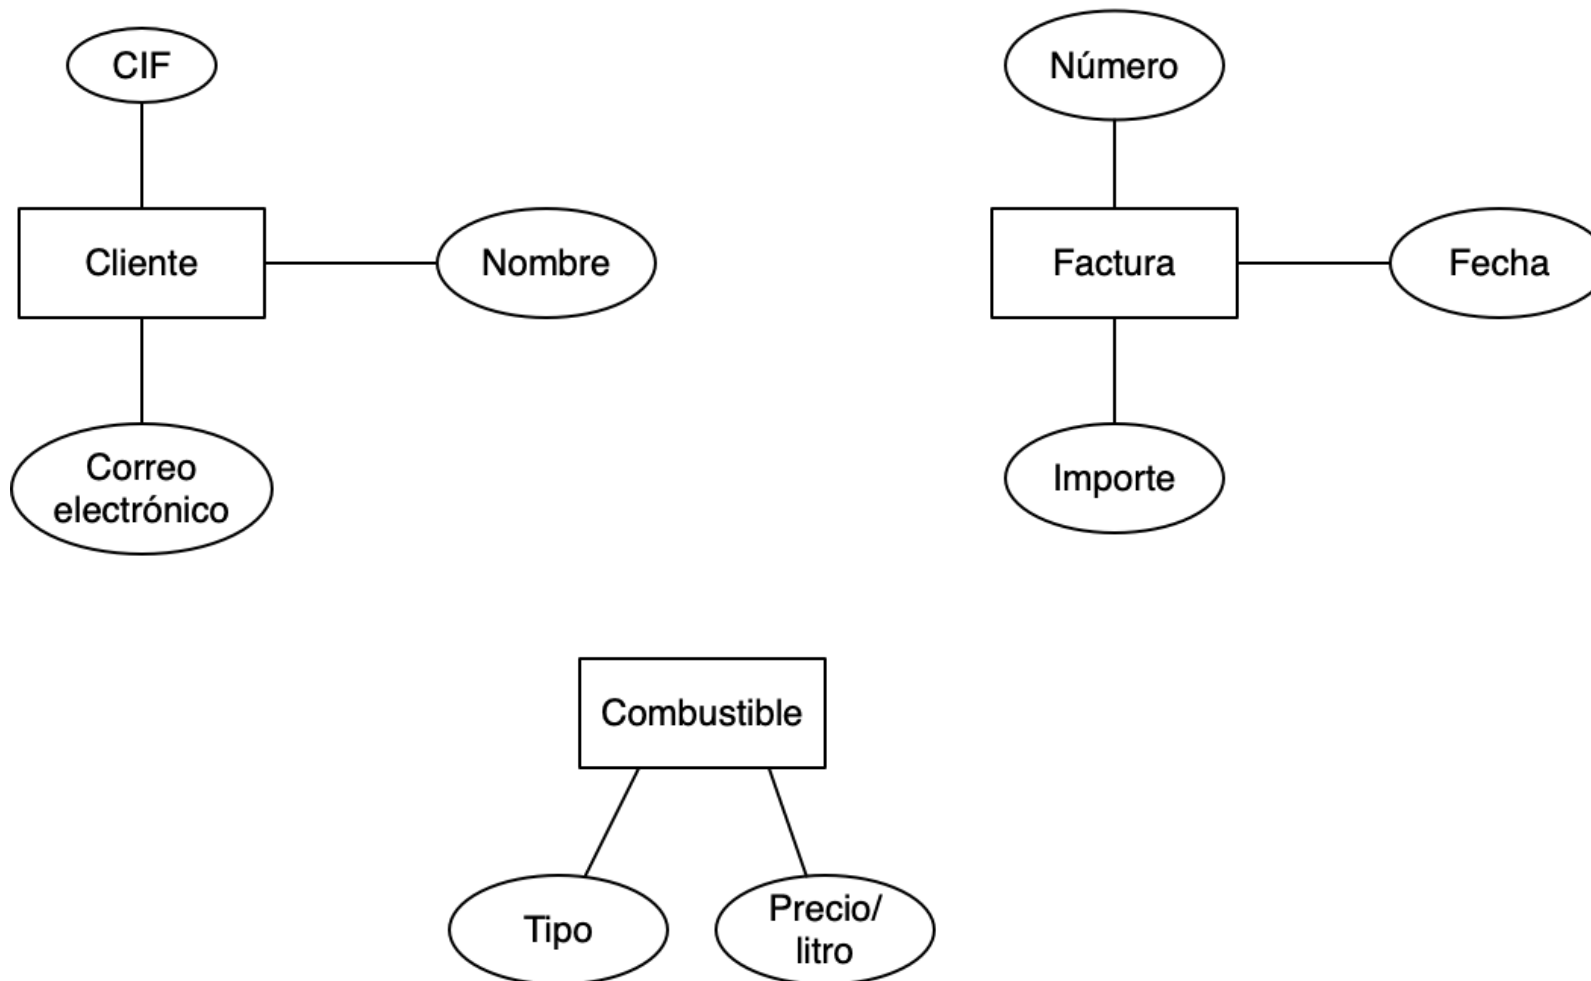 CIF
Número
Cliente
Nombre
Factura
Fecha
Correo
electrónico
Importe
Combustible
Tipo
Precio/
litro